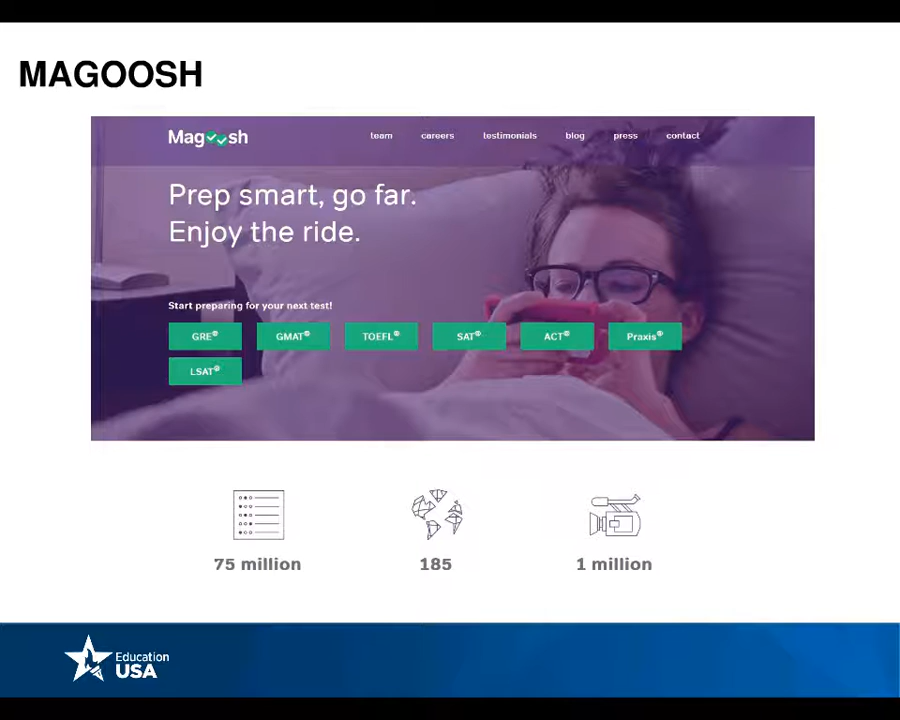 MAGOOSH
Magoosh
team careers testimonials blog press contact
Prep smart, go far.
Enjoy the ride.
Start preparing for your next test!
GRE® GMAT® TOEFL® SAT® ACT® Praxis®
LSAT®
75 million 185 1 million
Education
USA